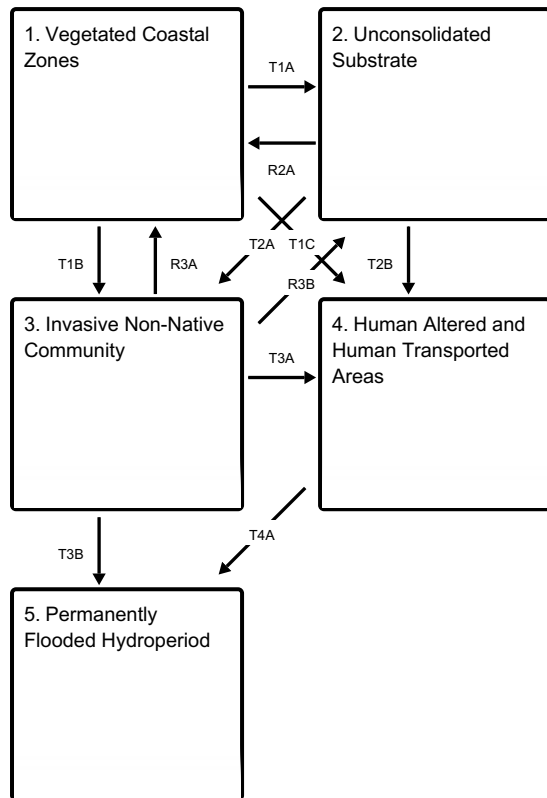 1. Vegetated Coastal
Zones
2. Unconsolidated
Substrate
T1A
R2A
T1B
R3A
T2A
T1C
R3B
T2B
3. Invasive Non-Native
Community
4. Human Altered and
Human Transported
Areas
T3A
T3B
T4A
5. Permanently
Flooded Hydroperiod